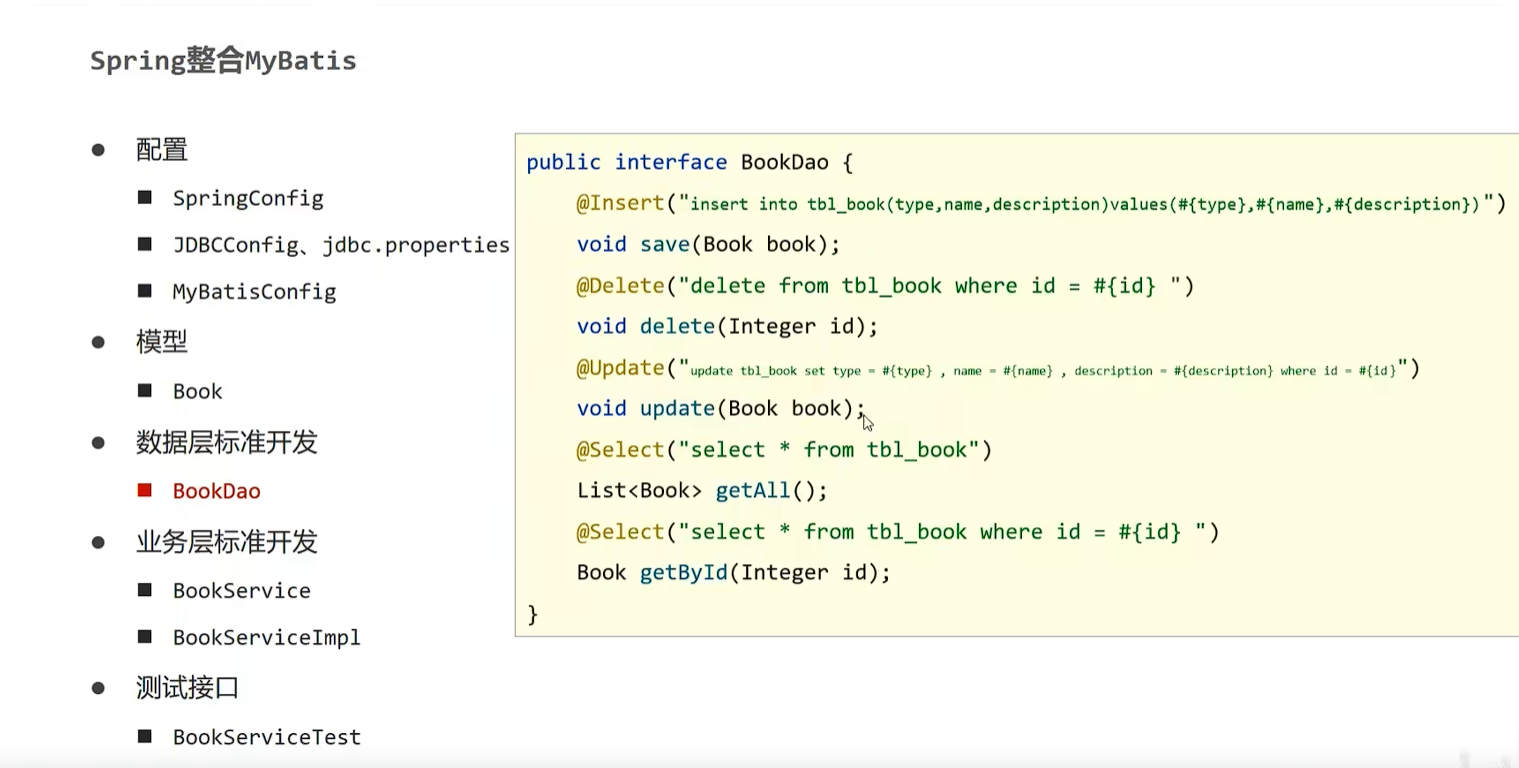 Spring整合MyBatis
● 配置
■ SpringConfig
■ JDBCConfig、jdbc.properties
■ MyBatisConfig
● 模型
■ Book
● 数据层标准开发
■ BookDao
● 业务层标准开发
■ BookService
■ BookServiceImpl
● 测试接口
■ BookServiceTest
public interface BookDao {
@Insert("insert into tbl_book(type,name,description)values(#{type},#{name},#{description})")
void save(Book book);
@Delete("delete from tbl_book where id = #{id} ")
void delete(Integer id);
@Update("update tbl_book set type = #{type} , name = #{name} , description = #{description} where id = #{id}")
void update(Book book);
@Select("select * from tbl_book")
List<Book> getAll();
@Select("select * from tbl_book where id = #{id} ")
Book getById(Integer id);
}